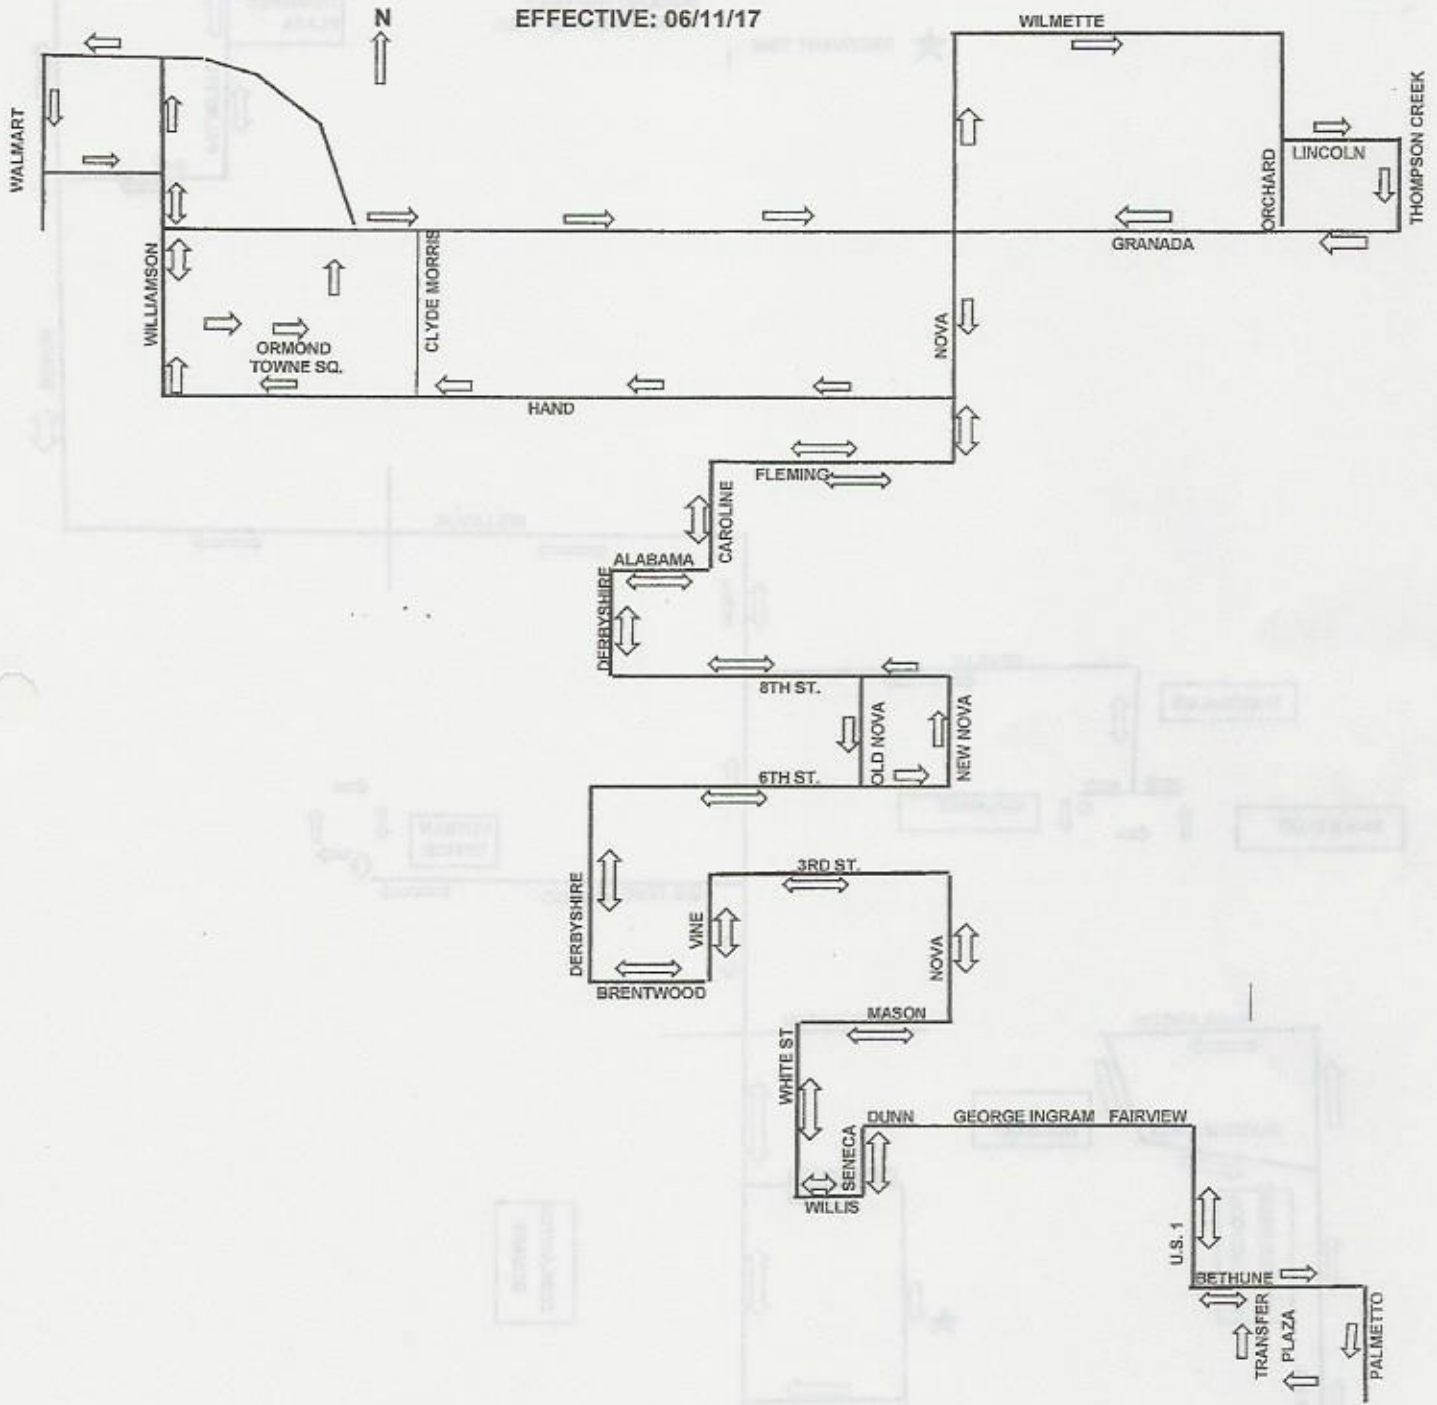 N
EFFECTIVE: 06/11/17
WILMETTE
WALMART
THOMPSON CREEK
LINCOLN
ORCHARD
GRANADA
WILLIAMSON
CLYDE MORRIS
ORMOND
TOWNE SQ.
NOVA
HAND
FLEMING
CAROLINE
ALABAMA
DERBYSHIRE
8TH ST.
OLD NOVA
NEW NOVA
6TH ST.
3RD ST.
DERBYSHIRE
VINE
NOVA
BRENTWOOD
MASON
WHITE ST
DUNN
GEORGE INGRAM
FAIRVIEW
SENECA
WILLIS
U.S. 1
BETHUNE
TRANSFER
PLAZA
PALMETTO